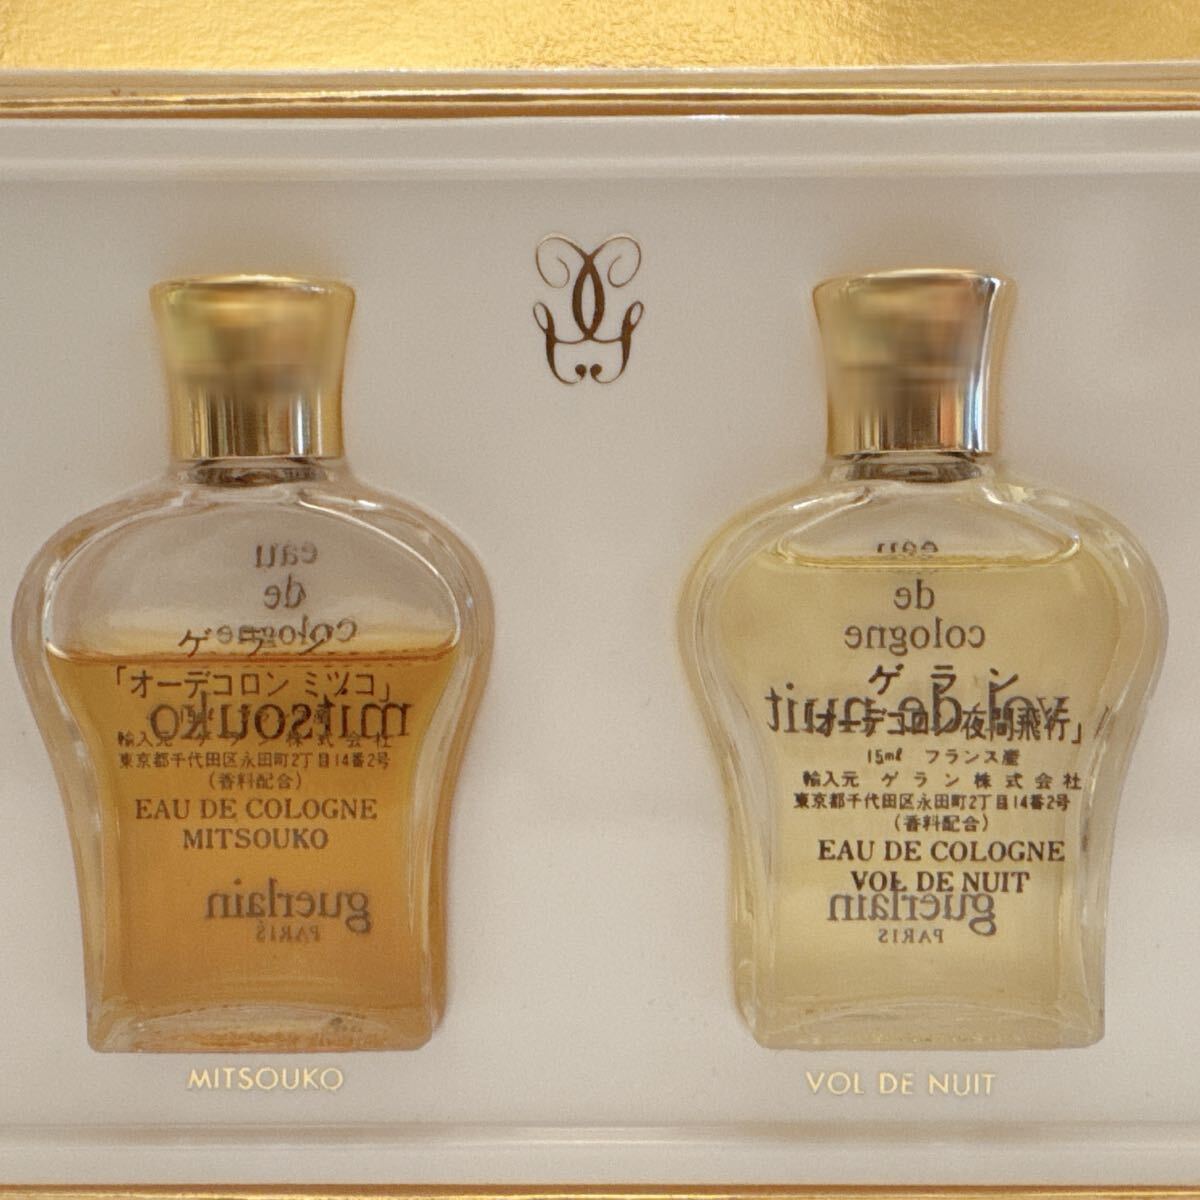 eau
de
cologne
ゲラン
「オーデコロン ミツコ」
mitsouko
輸入元 ゲラン株式会社
東京都千代田区永田町2丁目14番2号
(香料配合)
EAU DE COLOGNE
MITSOUKO
guerlain
PARIS
MITSOUKO
eau
de
cologne
ゲラン
vol de nuit
「オーデコロン 夜間飛行」
15ml フランス産
輸入元 ゲラン株式会社
東京都千代田区永田町2丁目14番2号
(香料配合)
EAU DE COLOGNE
VOL DE NUIT
guerlain
PARIS
VOL DE NUIT